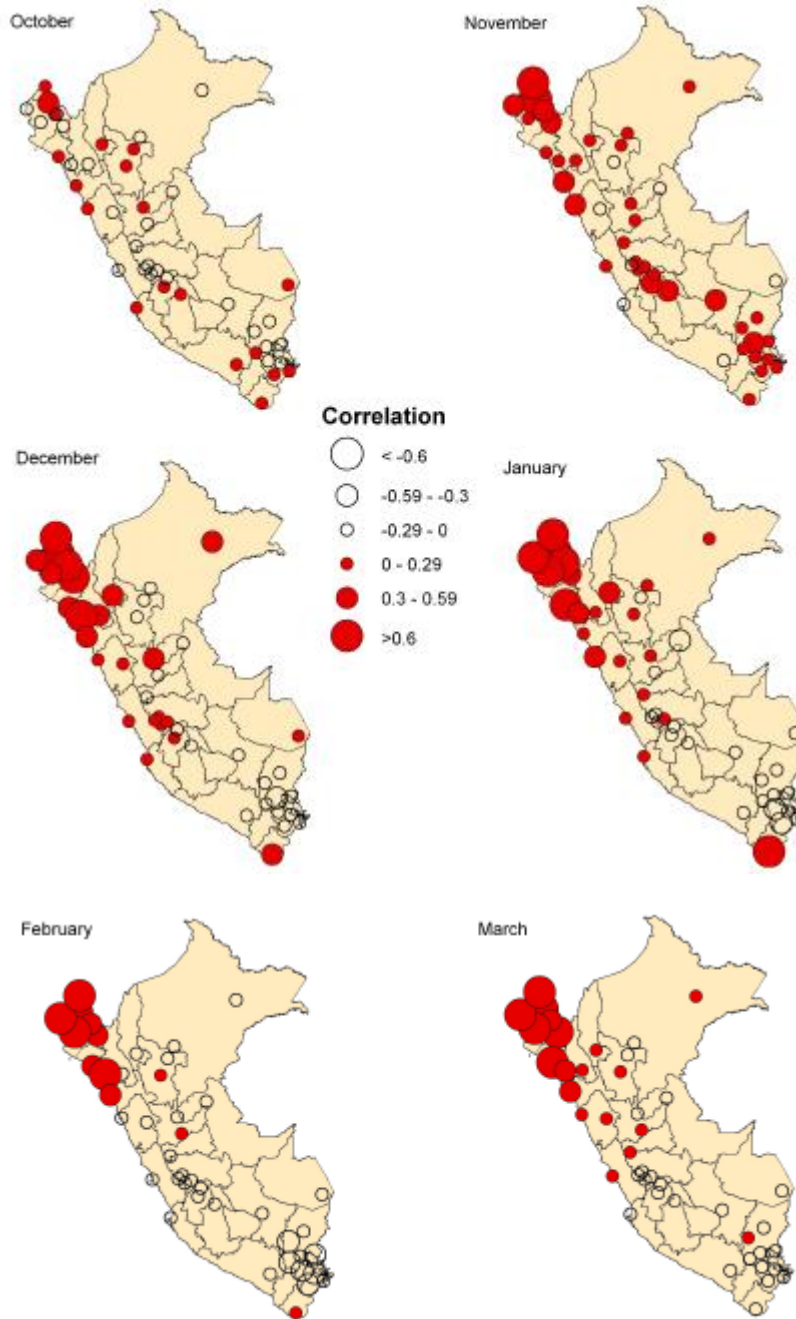 October
November
Correlation
< -0.6
-0.59 - -0.3
-0.29 - 0
0 - 0.29
0.3 - 0.59
>0.6
December
January
February
March